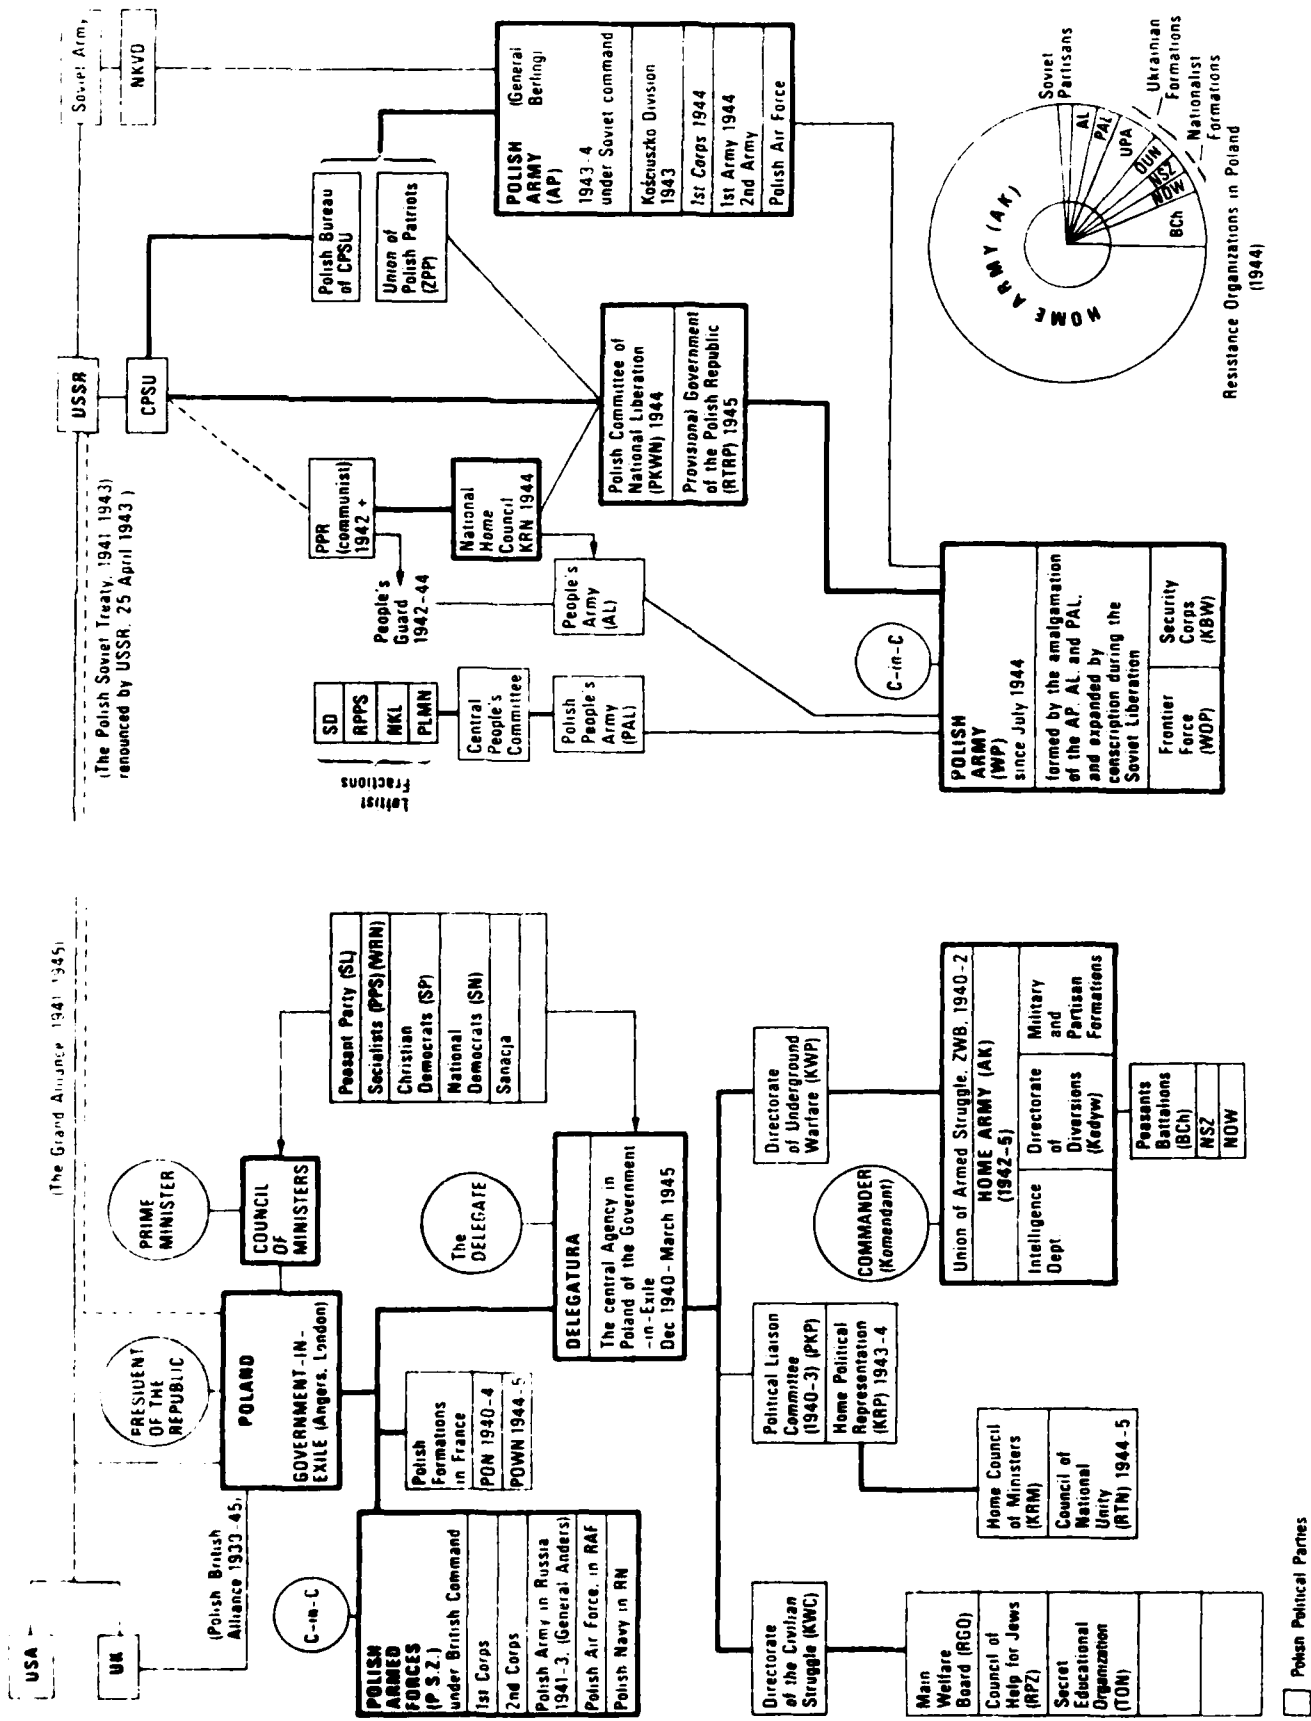 (The Grand Alliance 1941 1945)
USA
UK
(Polish British
Alliance 1939-45)
PRESIDENT
OF THE
REPUBLIC
PRIME
MINISTER
POLAND
GOVERNMENT-IN-
EXILE (Angers, London)
COUNCIL
OF
MINISTERS
Peasant Party (SL)
Socialists (PPS) (WRN)
Christian
Democrats (SP)
National
Democrats (SN)
Sanacja
C-in-C
POLISH
ARMED
FORCES
(P.S.Z.)
under British Command
1st Corps
2nd Corps
Polish Army in Russia
1941-3, (General Anders)
Polish Air Force, in RAF
Polish Navy in RN
Polish
Formations
in France
PON 1940-4
POWN 1944-5
The
DELEGATE
DELEGATURA
The central Agency in
Poland of the Government
-in-Exile
Dec 1940-March 1945
Directorate
of the Civilian
Struggle (KWC)
Political Liaison
Committee
(1940-3) (PKP)
Home Political
Representation
(KRP) 1943-4
Directorate
of Underground
Warfare (KWP)
Main
Welfare
Board (RGO)
Council of
Help for Jews
(RPZ)
Secret
Educational
Organization
(TON)
Home Council
of Ministers
(KRM)
Council of
National
Unity
(RTN) 1944-5
COMMANDER
(Komendant)
Union of Armed Struggle, ZWB, 1940-2
HOME ARMY (AK)
(1942-5)
Intelligence
Dept
Directorate
of
Diversions
(Kedyw)
Military
and
Partisan
Formations
Peasants
Battalions
(BCh)
NSZ
NOW
Polish Political Parties
(The Polish Soviet Treaty, 1941 1943)
renounced by USSR, 25 April 1943)
USSR
CPSU
Soviet Army
NKVD
Polish Bureau
of CPSU
Union of
Polish Patriots
(ZPP)
POLISH
ARMY
(AP)
(General
Berling)
1943-4
under Soviet command
Kościuszko Division
1943
1st Corps 1944
1st Army 1944
2nd Army
Polish Air Force
PPR
(communist)
1942 +
National
Home
Council
KRN 1944
People's
Guard
1942-44
People's
Army
(AL)
Leftist
Fractions
SD
RPPS
NKL
PLMN
Central
People's
Committee
Polish
People's
Army
(PAL)
Polish Committee of
National Liberation
(PKWN) 1944
Provisional Government
of the Polish Republic
(RTRP) 1945
C-in-C
POLISH
ARMY
(WP)
since July 1944
formed by the amalgamation
of the AP, AL, and PAL,
and expanded by
conscription during the
Soviet Liberation
Frontier
Force
(WOP)
Security
Corps
(KBW)
HOME ARMY (AK)
Soviet
Partisans
AL
PAL
UPA
OUN
NSZ
NOW
BCh
Ukrainian
Formations
Nationalist
Formations
Resistance Organizations in Poland
(1944)